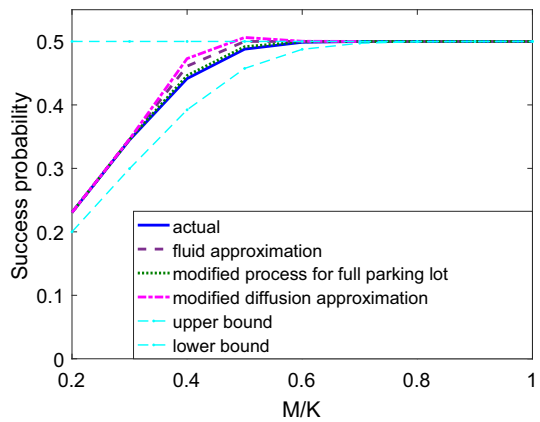 0.5
0.4
0.3
0.2
0.1
0
Success probability
actual
fluid approximation
modified process for full parking lot
modified diffusion approximation
upper bound
lower bound
0.2 0.4 0.6 0.8 1
M/K